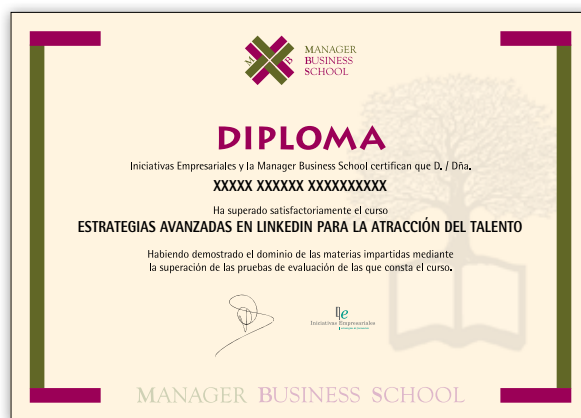 MANAGER
BUSINESS
SCHOOL
M B
DIPLOMA
Iniciativas Empresariales y la Manager Business School certifican que D. / Dña.
XXXXX XXXXXX XXXXXXXXXX
Ha superado satisfactoriamente el curso
ESTRATEGIAS AVANZADAS EN LINKEDIN PARA LA ATRACCIÓN DEL TALENTO
Habiendo demostrado el dominio de las materias impartidas mediante
la superación de las pruebas de evaluación de las que consta el curso.
Iniciativas Empresariales
MANAGER BUSINESS SCHOOL